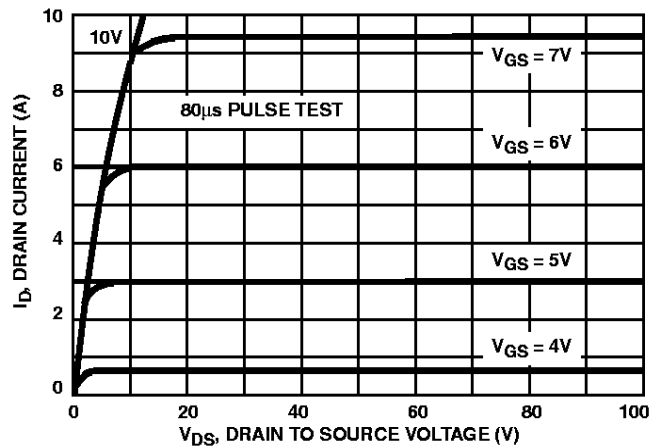 10
10V
V_GS = 7V
8
80μs PULSE TEST
V_GS = 6V
6
I_D, DRAIN CURRENT (A)
4
V_GS = 5V
2
V_GS = 4V
0
0 20 40 60 80 100
V_DS, DRAIN TO SOURCE VOLTAGE (V)